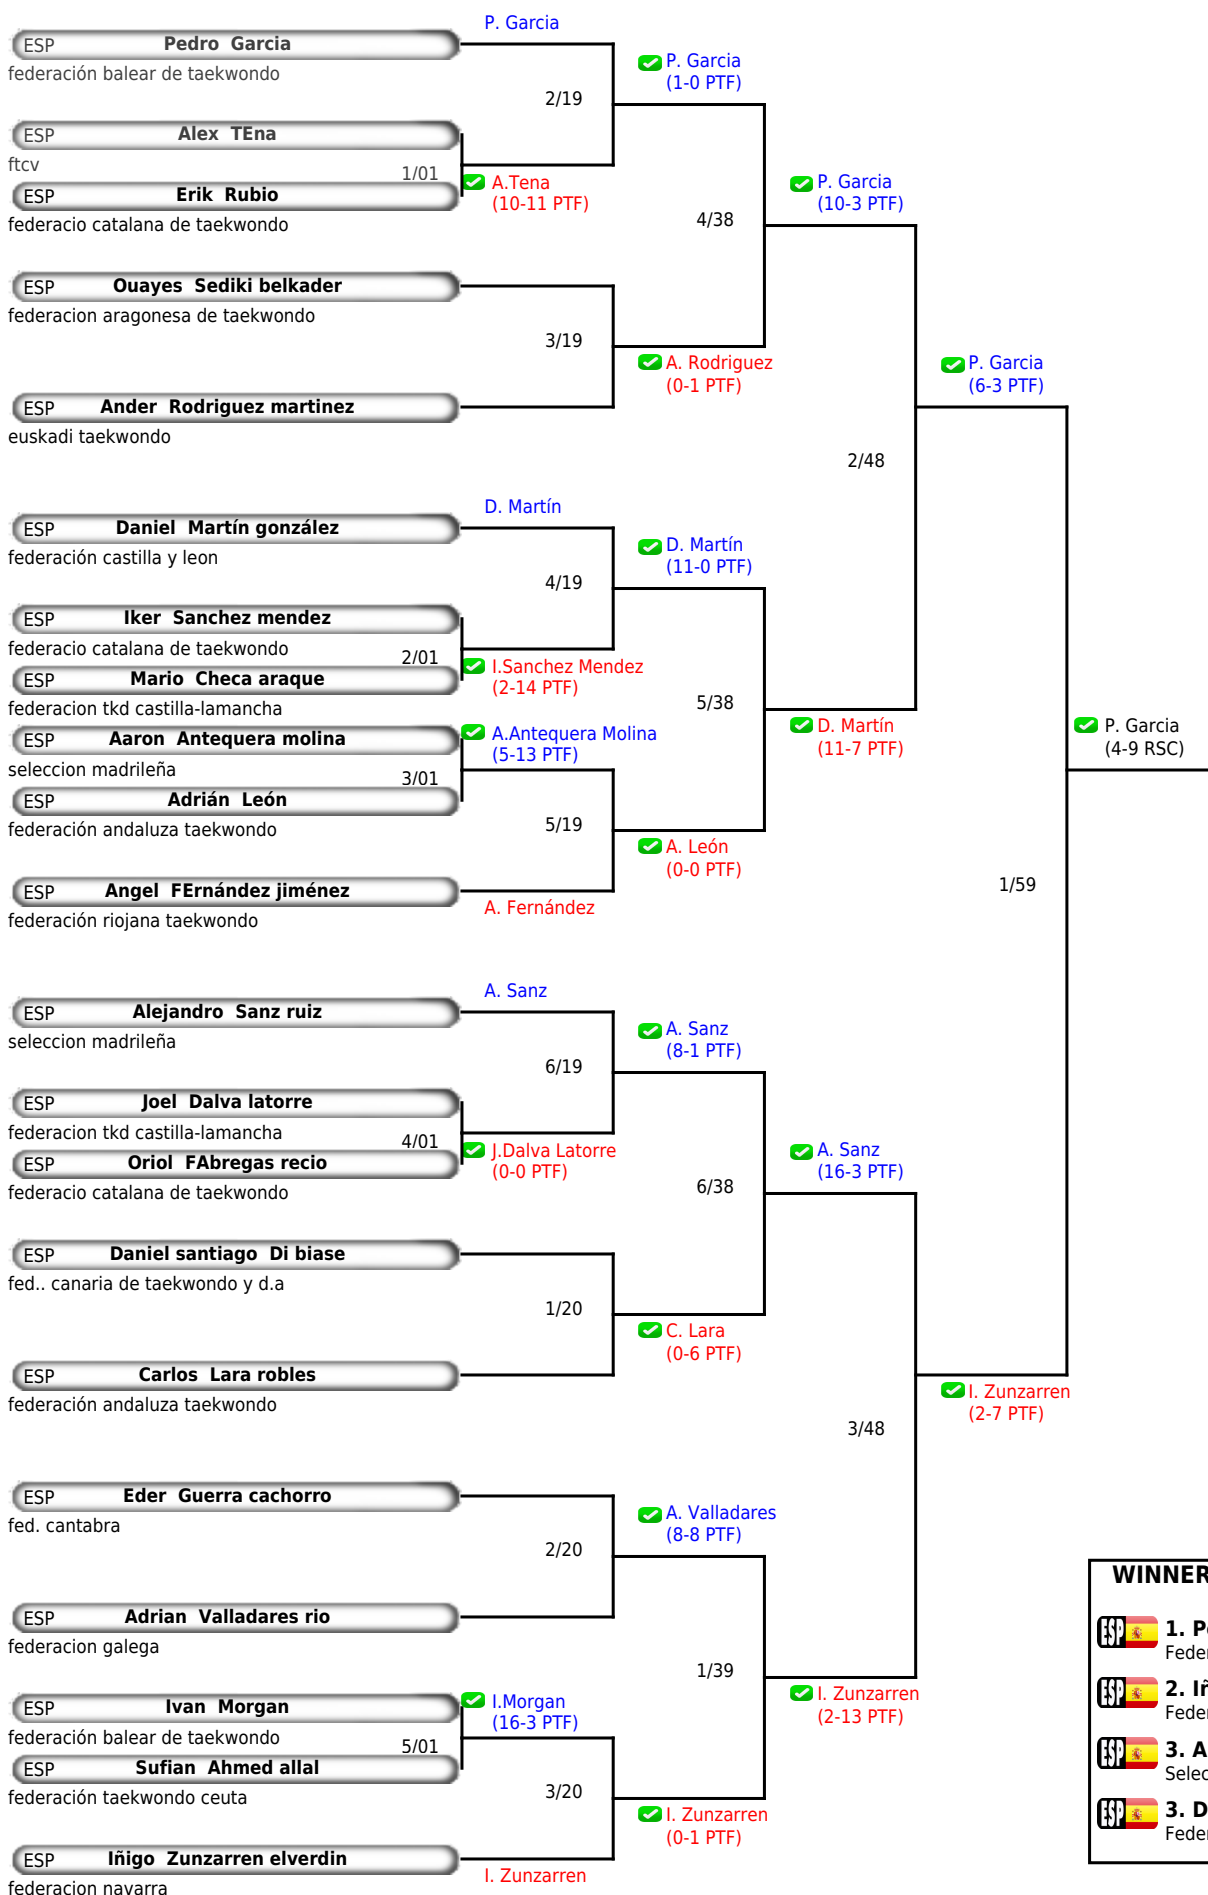 P. Garcia
ESP Pedro Garcia
federación balear de taekwondo
P. Garcia
(1-0 PTF)
2/19
ESP Alex TEna
ftcv
1/01
A.Tena
(10-11 PTF)
ESP Erik Rubio
federacio catalana de taekwondo
P. Garcia
(10-3 PTF)
4/38
ESP Ouayes Sediki belkader
federacion aragonesa de taekwondo
3/19
A. Rodriguez
(0-1 PTF)
ESP Ander Rodriguez martinez
euskadi taekwondo
P. Garcia
(6-3 PTF)
2/48
D. Martín
ESP Daniel Martín gonzález
federación castilla y leon
D. Martín
(11-0 PTF)
4/19
ESP Iker Sanchez mendez
federacio catalana de taekwondo
2/01
I.Sanchez Mendez
(2-14 PTF)
ESP Mario Checa araque
federacion tkd castilla-lamancha
5/38
D. Martín
(11-7 PTF)
P. Garcia
(4-9 RSC)
ESP Aaron Antequera molina
seleccion madrileña
A.Antequera Molina
(5-13 PTF)
3/01
ESP Adrián León
federación andaluza taekwondo
5/19
A. León
(0-0 PTF)
ESP Angel FErnández jiménez
federación riojana taekwondo
A. Fernández
1/59
A. Sanz
ESP Alejandro Sanz ruiz
seleccion madrileña
A. Sanz
(8-1 PTF)
6/19
ESP Joel Dalva latorre
federacion tkd castilla-lamancha
4/01
J.Dalva Latorre
(0-0 PTF)
ESP Oriol FAbregas recio
federacio catalana de taekwondo
A. Sanz
(16-3 PTF)
6/38
ESP Daniel santiago Di biase
fed.. canaria de taekwondo y d.a
1/20
C. Lara
(0-6 PTF)
ESP Carlos Lara robles
federación andaluza taekwondo
I. Zunzarren
(2-7 PTF)
3/48
ESP Eder Guerra cachorro
fed. cantabra
A. Valladares
(8-8 PTF)
2/20
ESP Adrian Valladares rio
federacion galega
1/39
I. Zunzarren
(2-13 PTF)
ESP Ivan Morgan
federación balear de taekwondo
I.Morgan
(16-3 PTF)
5/01
ESP Sufian Ahmed allal
federación taekwondo ceuta
3/20
I. Zunzarren
(0-1 PTF)
ESP Iñigo Zunzarren elverdin
federacion navarra
I. Zunzarren
WINNER
ESP 1. P
Feder
ESP 2. Iñ
Feder
ESP 3. A
Selec
ESP 3. D
Feder